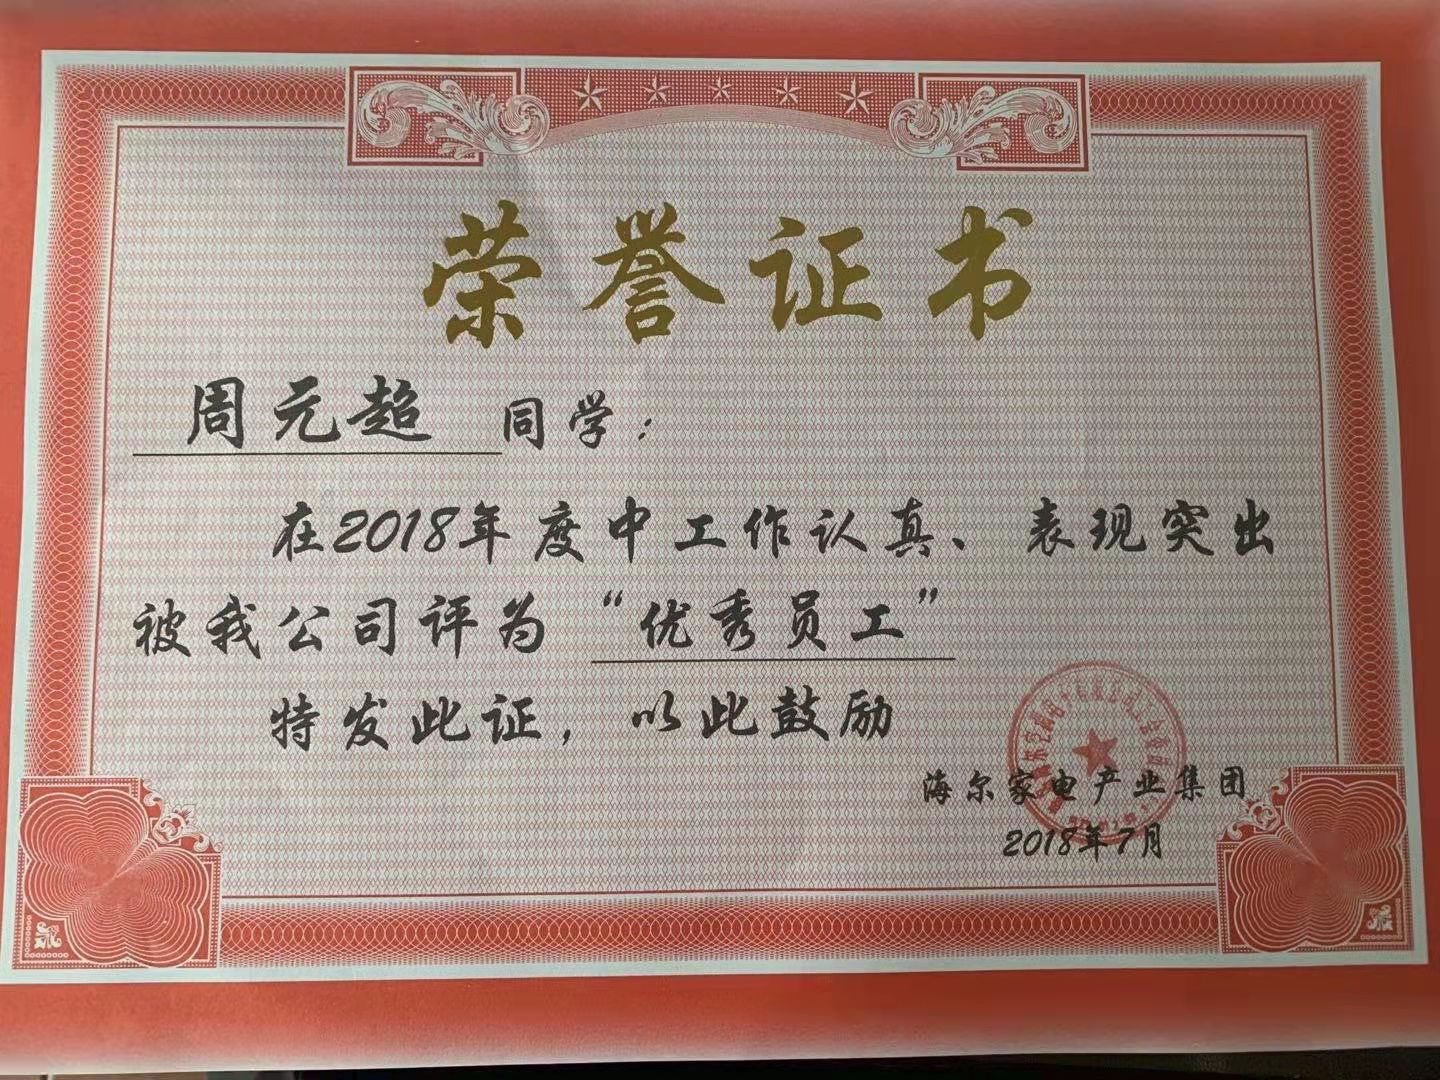 荣誉证书
周元超 同学：
在2018年度中工作认真、表现突出
被我公司评为“优秀员工”
特发此证，以此鼓励
海尔家电产业集团
2018年7月